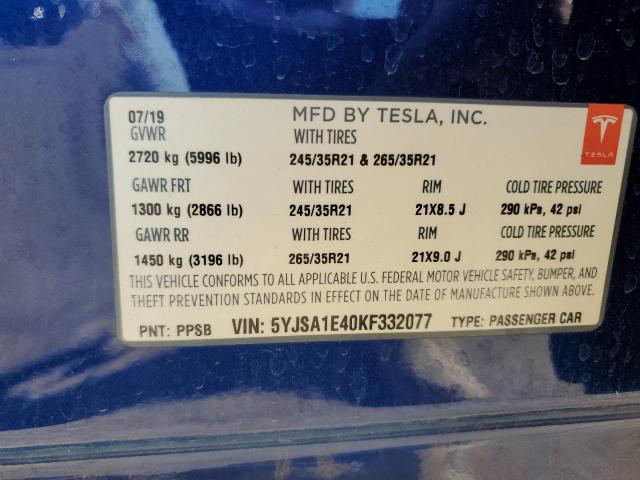 07/19 MFD BY TESLA, INC.
GVWR WITH TIRES
TESLA
2720 kg (5996 lb) 245/35R21 & 265/35R21
GAWR FRT WITH TIRES RIM COLD TIRE PRESSURE
1300 kg (2866 lb) 245/35R21 21X8.5 J 290 kPa, 42 psi
GAWR RR WITH TIRES RIM COLD TIRE PRESSURE
1450 kg (3196 lb) 265/35R21 21X9.0 J 290 kPa, 42 psi
THIS VEHICLE CONFORMS TO ALL APPLICABLE U.S. FEDERAL MOTOR VEHICLE SAFETY, BUMPER, AND
THEFT PREVENTION STANDARDS IN EFFECT ON THE DATE OF MANUFACTURE SHOWN ABOVE.
PNT: PPSB VIN: 5YJSA1E40KF332077 TYPE: PASSENGER CAR